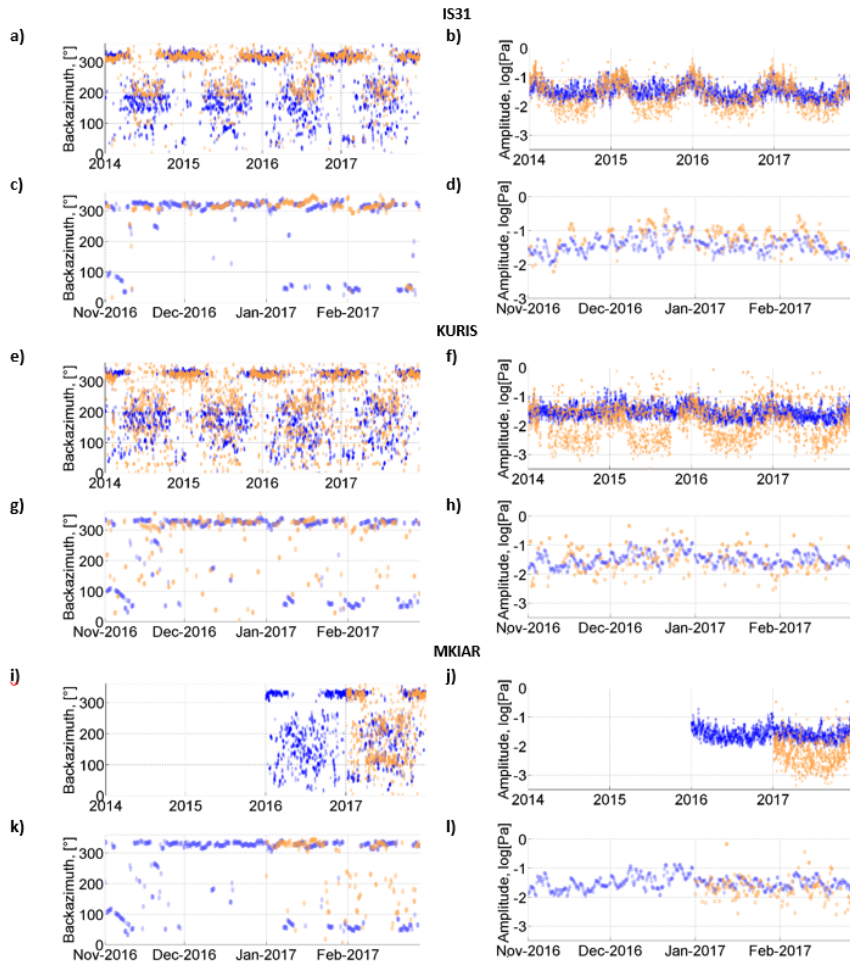 IS31
a)
b)
Backazimuth, [°]
300
200
100
0
2014 2015 2016 2017
Amplitude, log[Pa]
0
-1
-2
-3
2014 2015 2016 2017
c)
d)
Backazimuth, [°]
300
200
100
0
Nov-2016 Dec-2016 Jan-2017 Feb-2017
Amplitude, log[Pa]
0
-1
-2
-3
Nov-2016 Dec-2016 Jan-2017 Feb-2017
KURIS
e)
f)
Backazimuth, [°]
300
200
100
0
2014 2015 2016 2017
Amplitude, log[Pa]
0
-1
-2
-3
2014 2015 2016 2017
g)
h)
Backazimuth, [°]
300
200
100
0
Nov-2016 Dec-2016 Jan-2017 Feb-2017
Amplitude, log[Pa]
0
-1
-2
-3
Nov-2016 Dec-2016 Jan-2017 Feb-2017
MKIAR
i)
j)
Backazimuth, [°]
300
200
100
0
2014 2015 2016 2017
Amplitude, log[Pa]
0
-1
-2
-3
2014 2015 2016 2017
k)
l)
Backazimuth, [°]
300
200
100
0
Nov-2016 Dec-2016 Jan-2017 Feb-2017
Amplitude, log[Pa]
0
-1
-2
-3
Nov-2016 Dec-2016 Jan-2017 Feb-2017